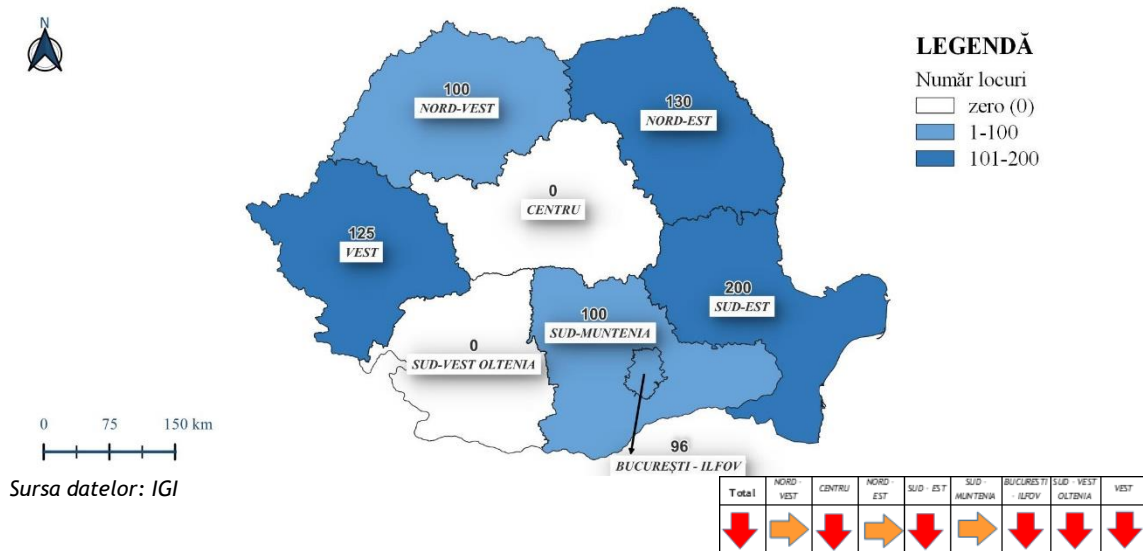 N
LEGENDĂ
Număr locuri
zero (0)
1-100
101-200
100
NORD-VEST
130
NORD-EST
0
CENTRU
125
VEST
200
SUD-EST
100
SUD-MUNTENIA
0
SUD-VEST OLTENIA
96
BUCUREȘTI - ILFOV
0 75 150 km
Sursa datelor: IGI
Total
NORD -
VEST
CENTRU
NORD -
EST
SUD - EST
SUD -
MUNTENIA
BUCURESTI
- ILFOV
SUD - VEST
OLTENIA
VEST